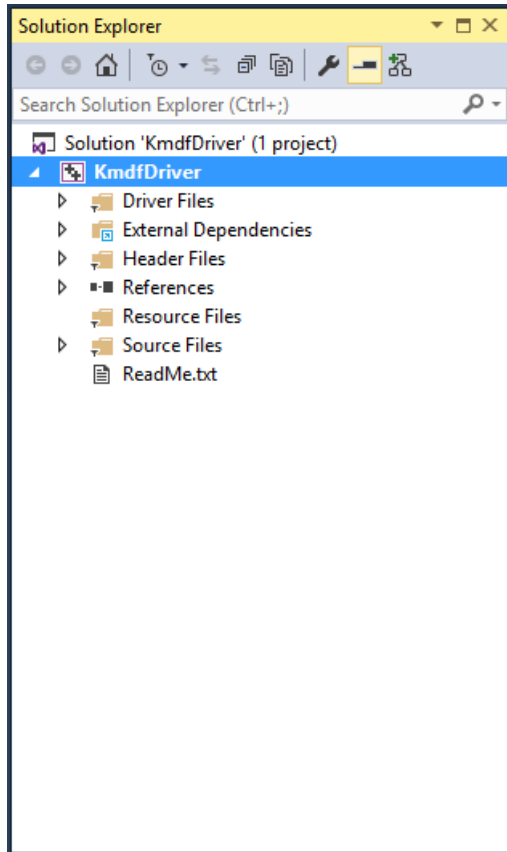 Solution Explorer
Search Solution Explorer (Ctrl+;)
Solution 'KmdfDriver' (1 project)
KmdfDriver
Driver Files
External Dependencies
Header Files
References
Resource Files
Source Files
ReadMe.txt